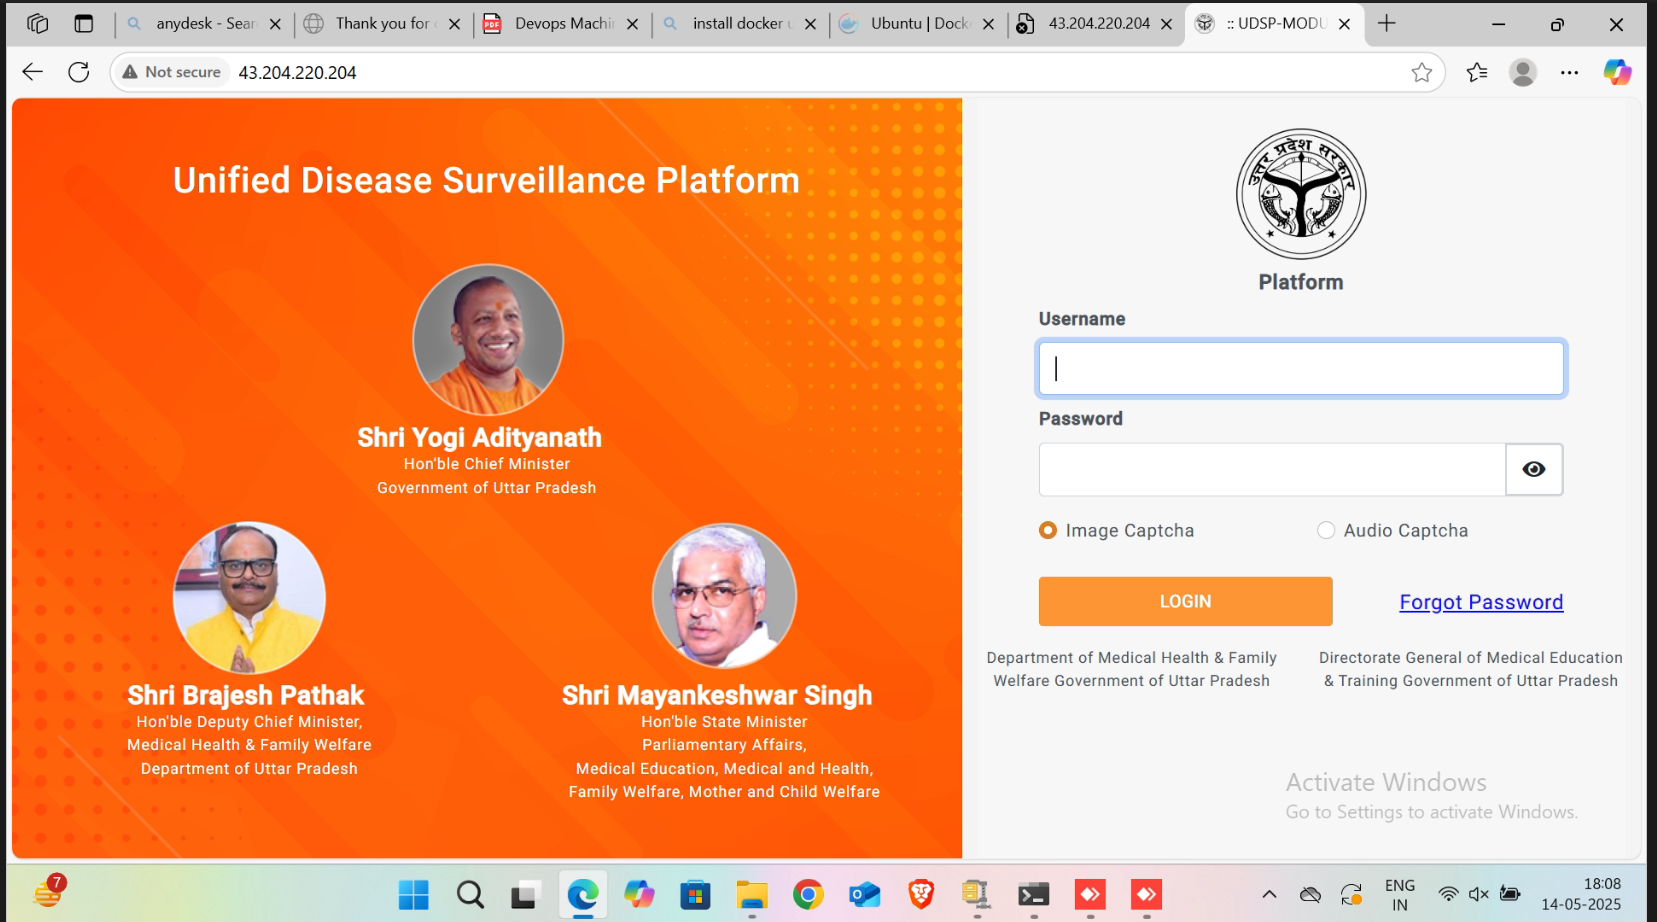 anydesk - Sear
Thank you for
PDF
Devops Machi
install docker u
Ubuntu | Dock
43.204.220.204
:: UDSP-MODU
Not secure
43.204.220.204
Unified Disease Surveillance Platform
Shri Yogi Adityanath
Hon'ble Chief Minister
Government of Uttar Pradesh
Shri Brajesh Pathak
Hon'ble Deputy Chief Minister,
Medical Health & Family Welfare
Department of Uttar Pradesh
Shri Mayankeshwar Singh
Hon'ble State Minister
Parliamentary Affairs,
Medical Education, Medical and Health,
Family Welfare, Mother and Child Welfare
उत्तर प्रदेश सरकार
Platform
Username
Password
Image Captcha
Audio Captcha
LOGIN
Forgot Password
Department of Medical Health & Family
Welfare Government of Uttar Pradesh
Directorate General of Medical Education
& Training Government of Uttar Pradesh
Activate Windows
Go to Settings to activate Windows.
7
ENG
IN
18:08
14-05-2025